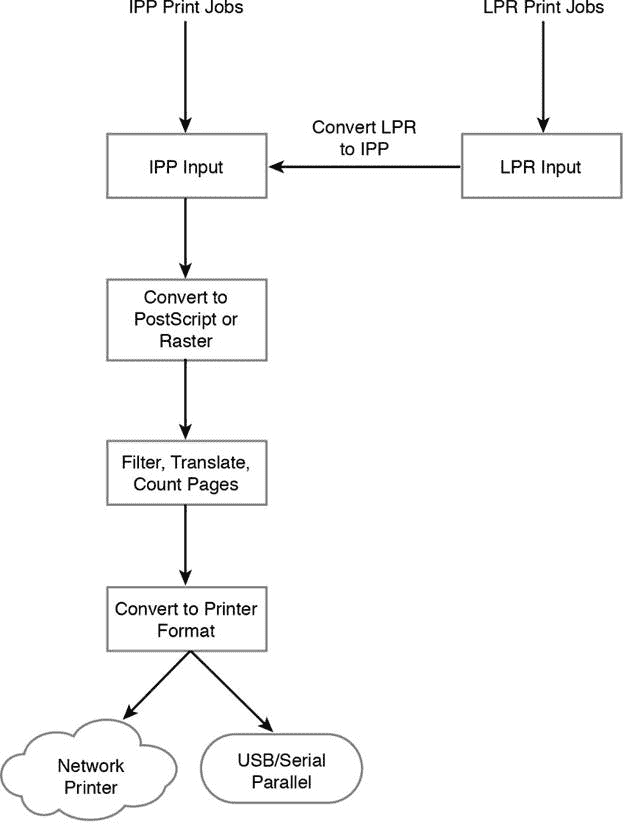 IPP Print Jobs
LPR Print Jobs
Convert LPR
to IPP
IPP Input
LPR Input
Convert to
PostScript or
Raster
Filter, Translate,
Count Pages
Convert to Printer
Format
Network
Printer
USB/Serial
Parallel